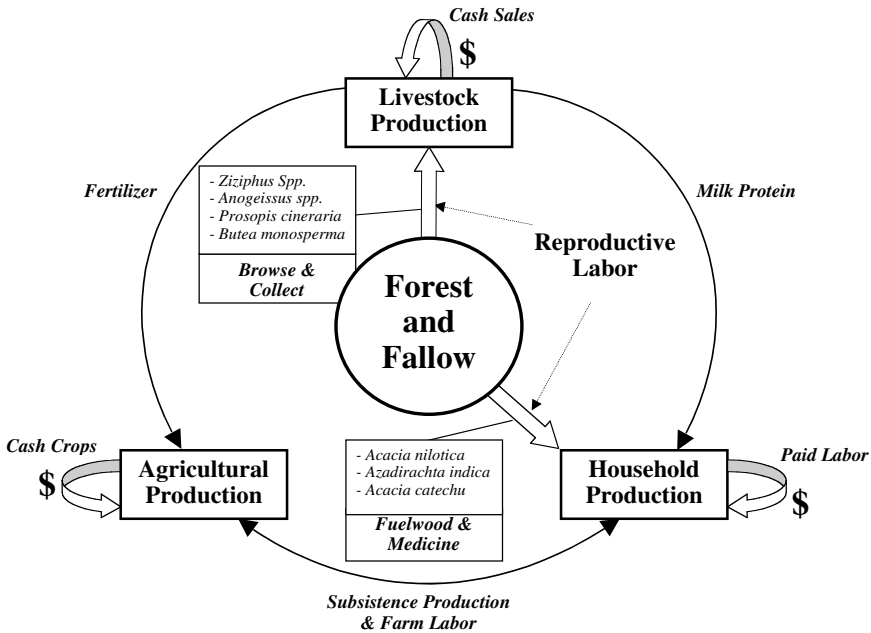 Cash Sales
$
Livestock
Production
- Ziziphus Spp.
- Anogeissus spp.
- Prosopis cineraria
- Butea monosperma
Browse &
Collect
Fertilizer
Milk Protein
Reproductive
Labor
Forest
and
Fallow
Cash Crops
$
Agricultural
Production
- Acacia nilotica
- Azadirachta indica
- Acacia catechu
Fuelwood &
Medicine
Household
Production
Paid Labor
$
Subsistence Production
& Farm Labor